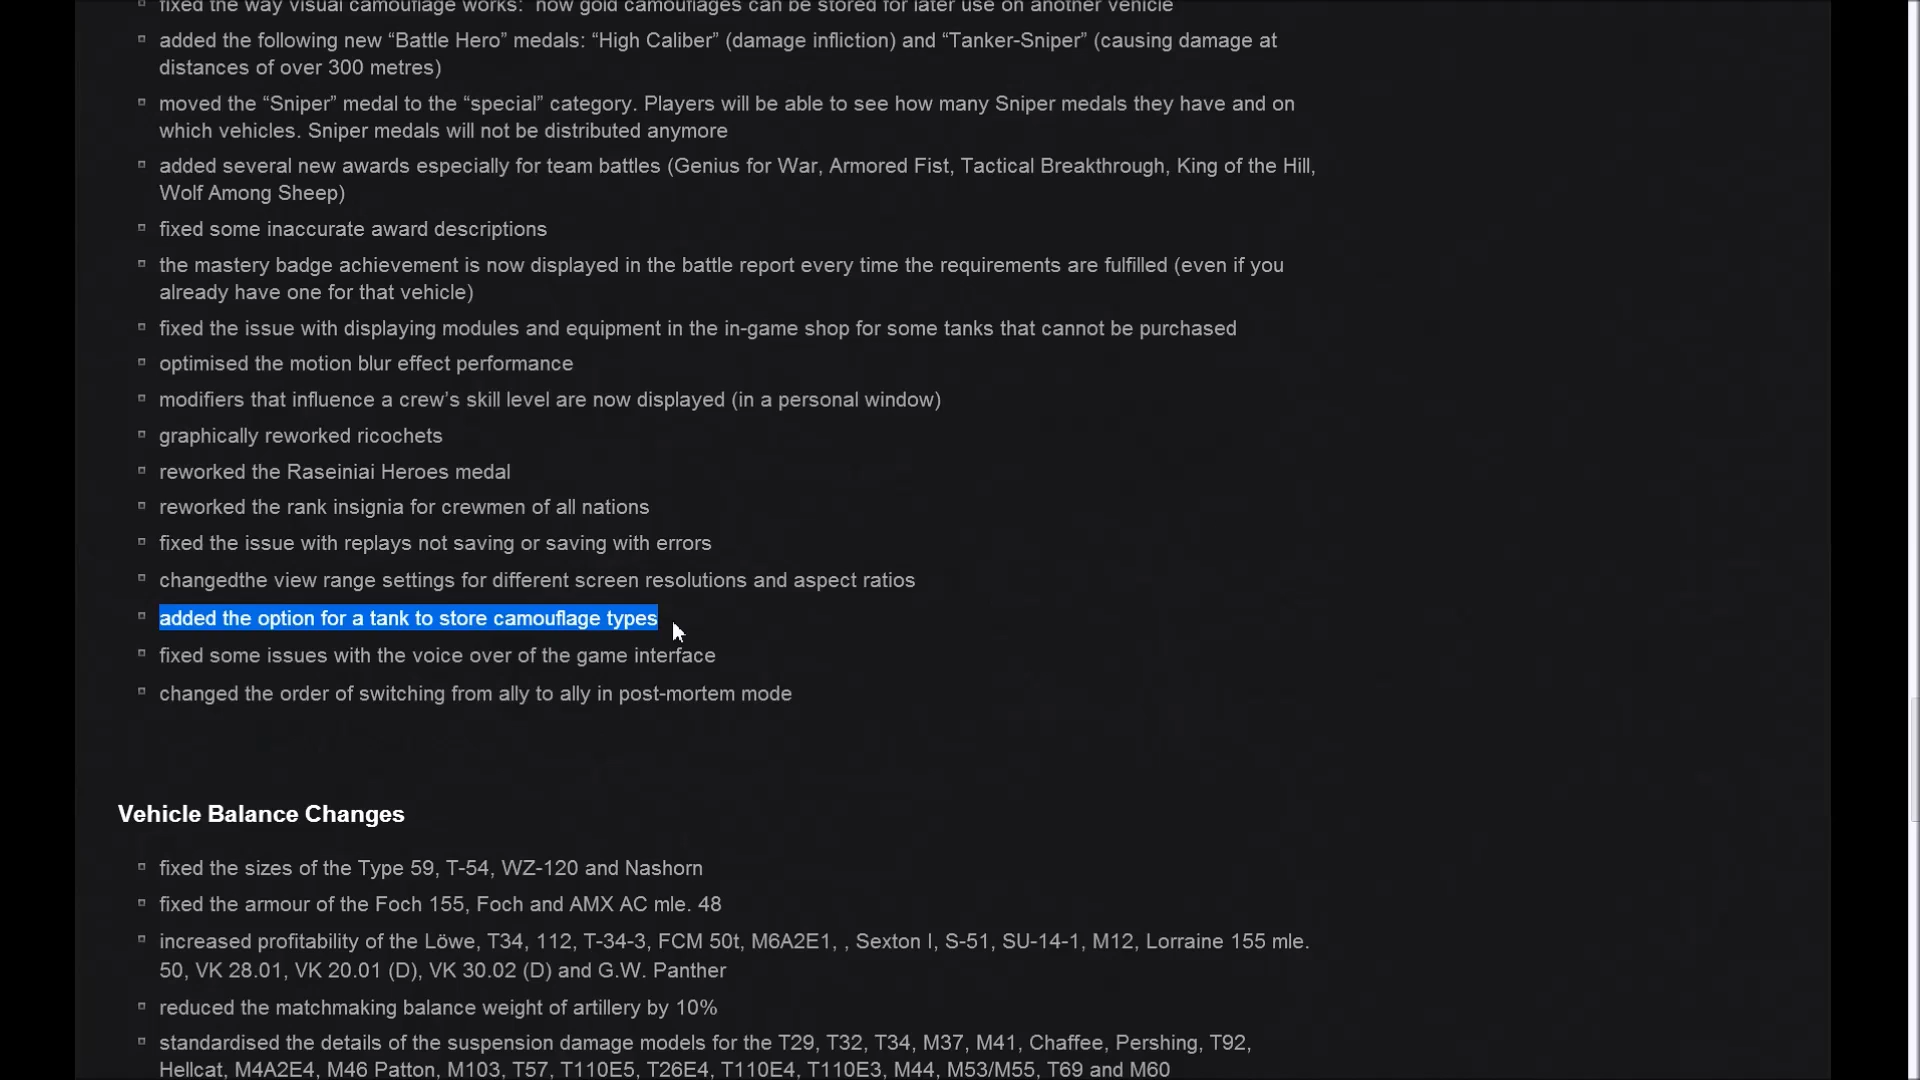 fixed the way visual camouflage works: now gold camouflages can be stored for later use on another vehicle
added the following new “Battle Hero” medals: “High Caliber” (damage infliction) and “Tanker-Sniper” (causing damage at
distances of over 300 metres)
moved the “Sniper” medal to the “special” category. Players will be able to see how many Sniper medals they have and on
which vehicles. Sniper medals will not be distributed anymore
added several new awards especially for team battles (Genius for War, Armored Fist, Tactical Breakthrough, King of the Hill,
Wolf Among Sheep)
fixed some inaccurate award descriptions
the mastery badge achievement is now displayed in the battle report every time the requirements are fulfilled (even if you
already have one for that vehicle)
fixed the issue with displaying modules and equipment in the in-game shop for some tanks that cannot be purchased
optimised the motion blur effect performance
modifiers that influence a crew’s skill level are now displayed (in a personal window)
graphically reworked ricochets
reworked the Raseiniai Heroes medal
reworked the rank insignia for crewmen of all nations
fixed the issue with replays not saving or saving with errors
changedthe view range settings for different screen resolutions and aspect ratios
added the option for a tank to store camouflage types
fixed some issues with the voice over of the game interface
changed the order of switching from ally to ally in post-mortem mode
Vehicle Balance Changes
fixed the sizes of the Type 59, T-54, WZ-120 and Nashorn
fixed the armour of the Foch 155, Foch and AMX AC mle. 48
increased profitability of the Löwe, T34, 112, T-34-3, FCM 50t, M6A2E1, , Sexton I, S-51, SU-14-1, M12, Lorraine 155 mle.
50, VK 28.01, VK 20.01 (D), VK 30.02 (D) and G.W. Panther
reduced the matchmaking balance weight of artillery by 10%
standardised the details of the suspension damage models for the T29, T32, T34, M37, M41, Chaffee, Pershing, T92,
Hellcat, M4A2E4, M46 Patton, M103, T57, T110E5, T26E4, T110E4, T110E3, M44, M53/M55, T69 and M60